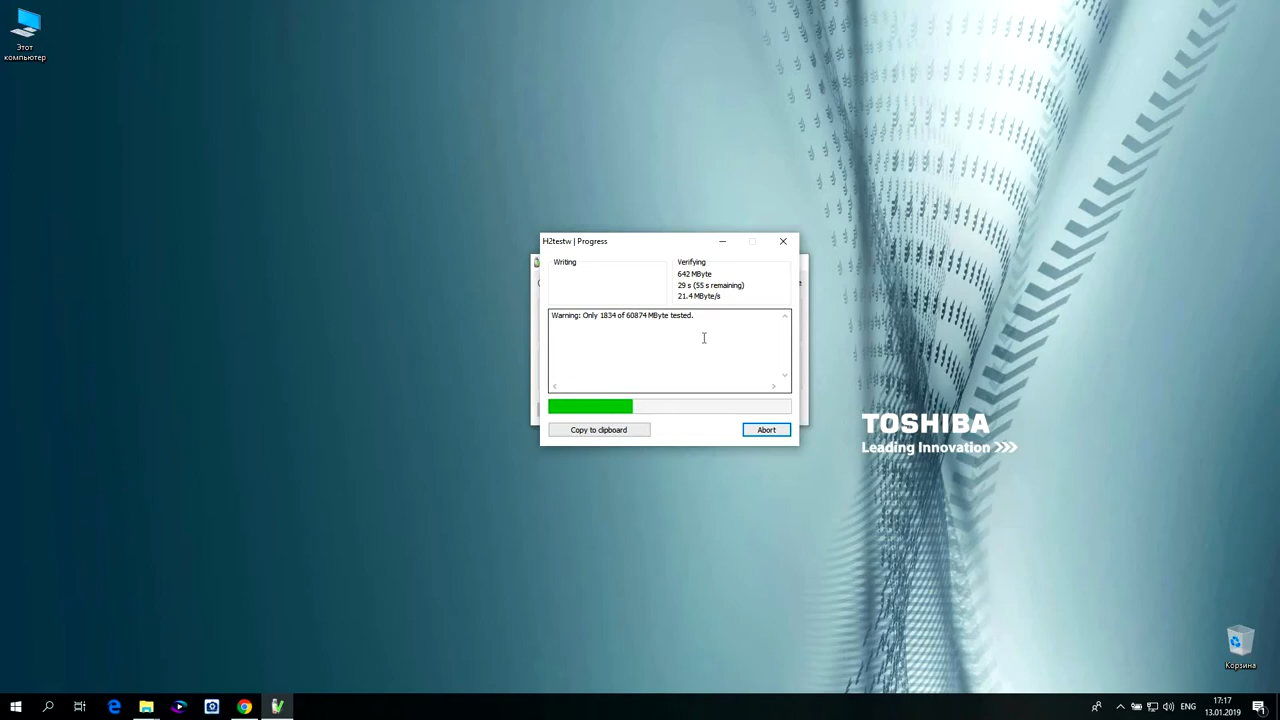 Этот
компьютер
H2testw | Progress
Writing
Verifying
642 MByte
29 s (55 s remaining)
21.4 MByte/s
Warning: Only 1834 of 60874 MByte tested.
Copy to clipboard
Abort
TOSHIBA
Leading Innovation >>>
Корзина
ENG
17:17
13.01.2019
1